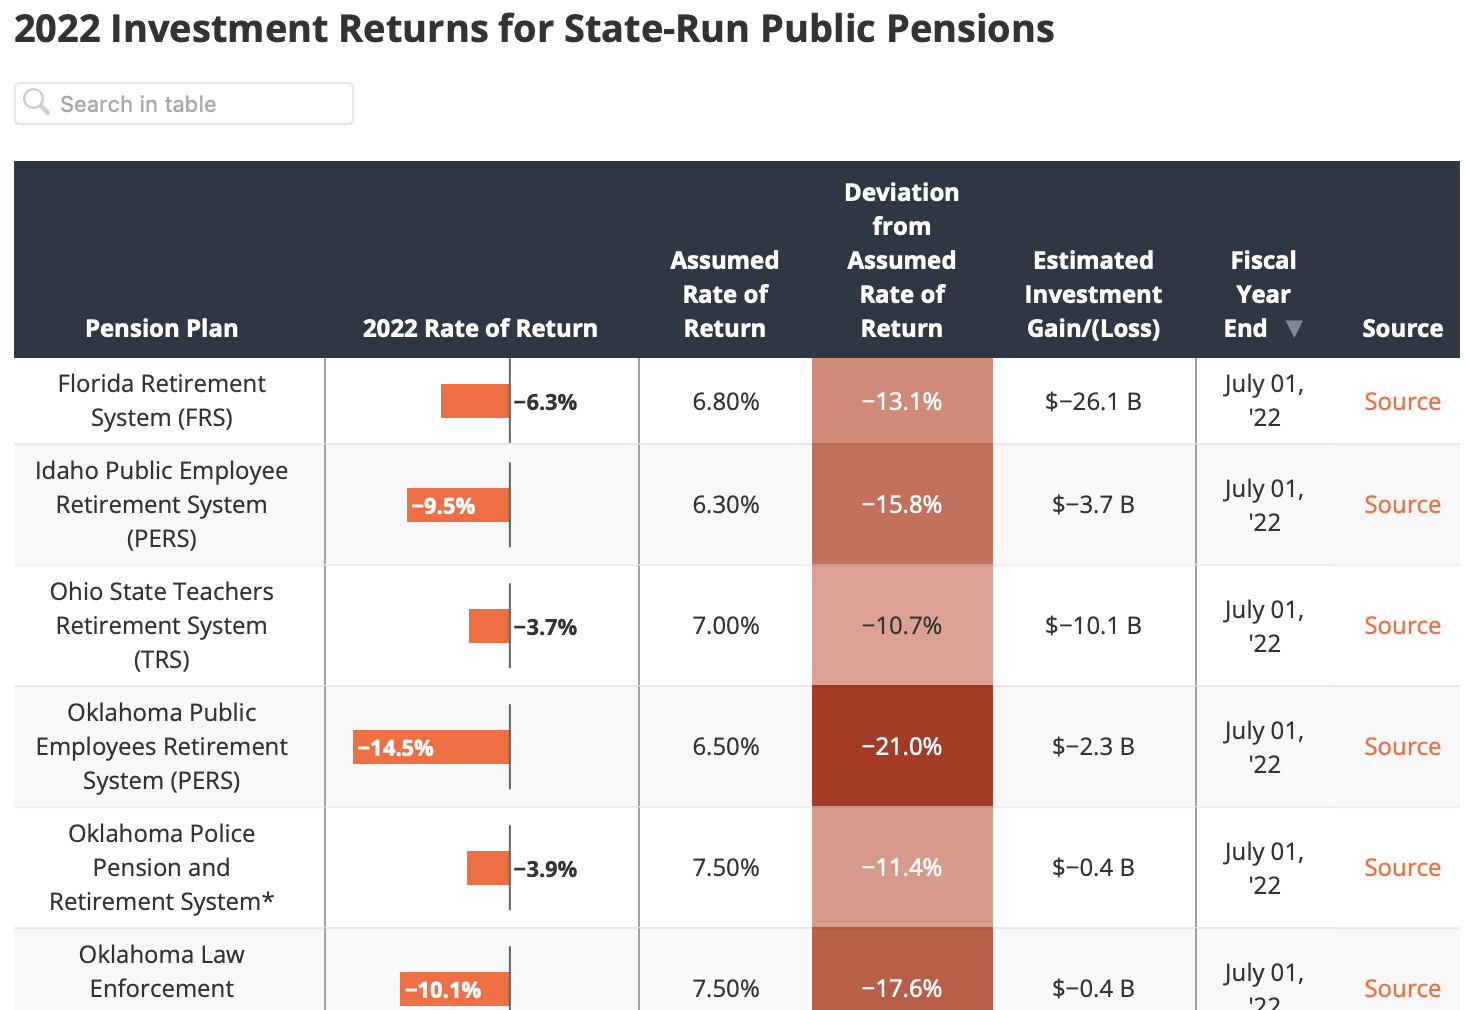 2022 Investment Returns for State-Run Public Pensions
Search in table
Pension Plan
2022 Rate of Return
Assumed
Rate of
Return
Deviation
from
Assumed
Rate of
Return
Estimated
Investment
Gain/(Loss)
Fiscal
Year
End ▼
Source
Florida Retirement
System (FRS)
−6.3%
6.80%
−13.1%
$−26.1 B
July 01,
'22
Source
Idaho Public Employee
Retirement System
(PERS)
−9.5%
6.30%
−15.8%
$−3.7 B
July 01,
'22
Source
Ohio State Teachers
Retirement System
(TRS)
−3.7%
7.00%
−10.7%
$−10.1 B
July 01,
'22
Source
Oklahoma Public
Employees Retirement
System (PERS)
−14.5%
6.50%
−21.0%
$−2.3 B
July 01,
'22
Source
Oklahoma Police
Pension and
Retirement System*
−3.9%
7.50%
−11.4%
$−0.4 B
July 01,
'22
Source
Oklahoma Law
Enforcement
−10.1%
7.50%
−17.6%
$−0.4 B
July 01,
'22
Source